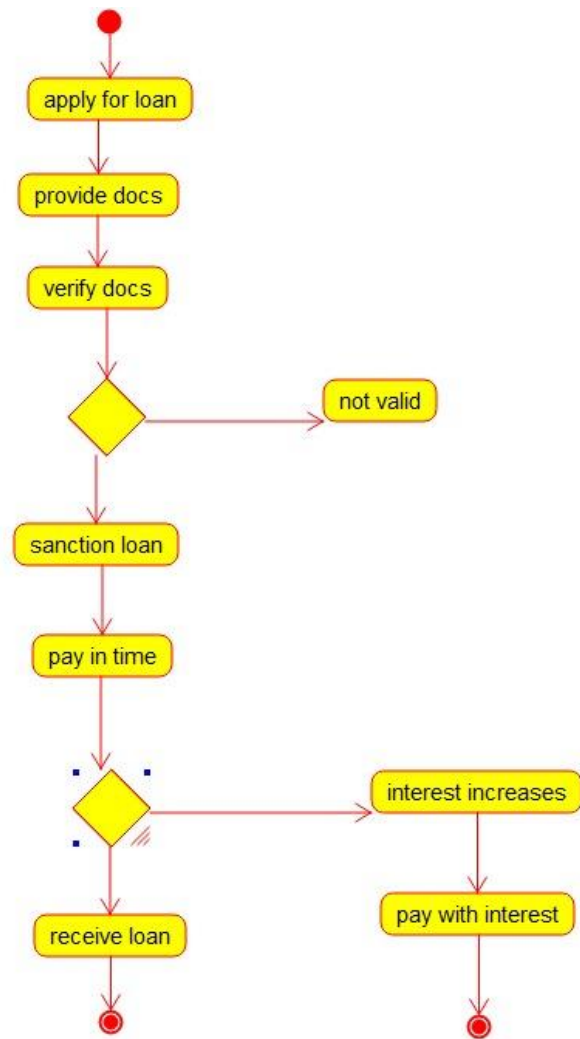 apply for loan
provide docs
verify docs
not valid
sanction loan
pay in time
interest increases
pay with interest
receive loan